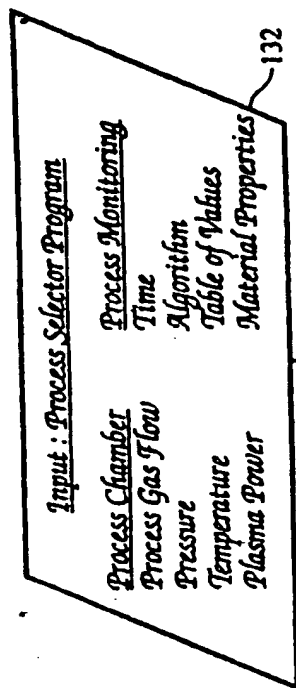 Input : Process Selector Program
Process Chamber
Process Gas Flow
Pressure
Temperature
Plasma Power
Process Monitoring
Time
Algorithm
Table of Values
Material Properties
132